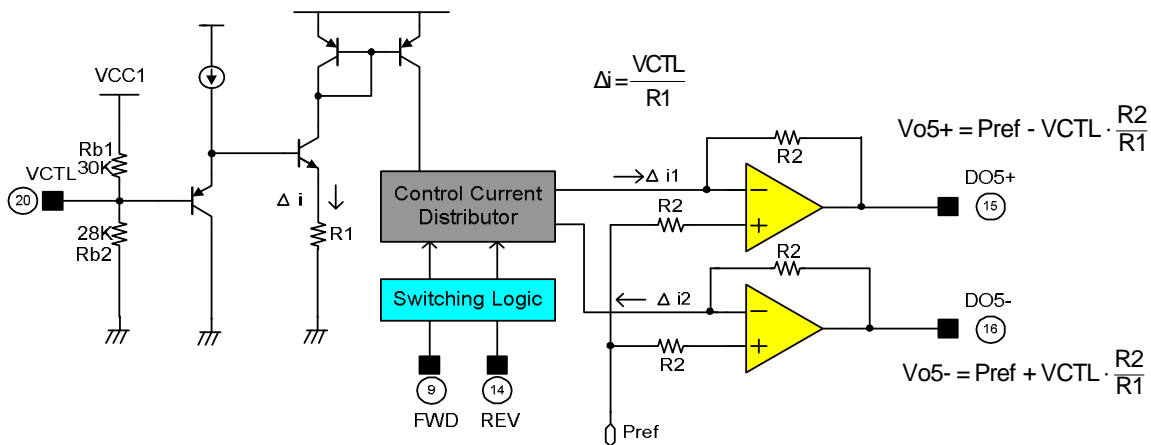 VCC1
Rb1
30K
VCTL
20
28K
Rb2
Δ i
R1
Δi = VCTL / R1
Control Current
Distributor
Switching Logic
9
14
FWD
REV
Δ i1
Δ i2
R2
R2
R2
R2
−
+
−
+
Pref
Vo5+ = Pref - VCTL · R2 / R1
DO5+
15
DO5-
16
Vo5- = Pref + VCTL · R2 / R1